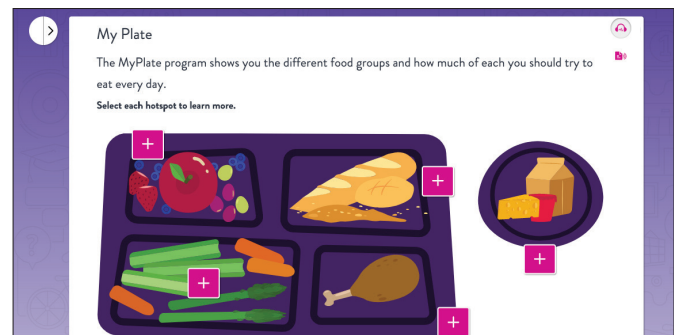 My Plate
The MyPlate program shows you the different food groups and how much of each you should try to
eat every day.
Select each hotspot to learn more.